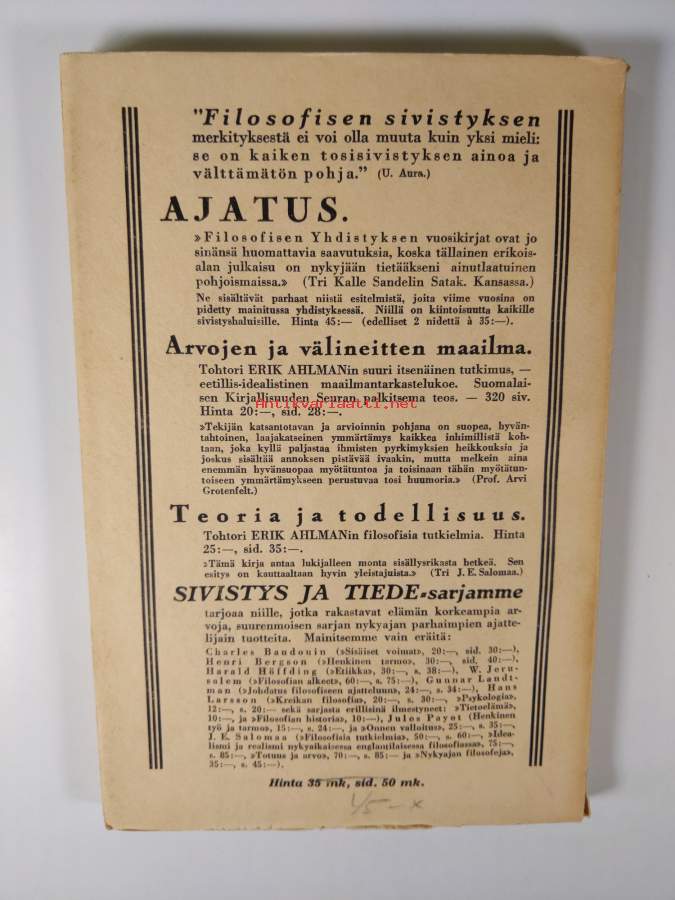 "Filosofisen sivistyksen
merkityksestä ei voi olla muuta kuin yksi mieli:
se on kaiken tosisivistyksen ainoa ja
välttämätön pohja." (U. Aura.)
AJATUS.
»Filosofisen Yhdistyksen vuosikirjat ovat jo
sinänsä huomattavia saavutuksia, koska tällainen erikois-
alan julkaisu on nykyjään tietääkseni ainutlaatuinen
pohjoismaissa.» (Tri Kalle Sandelin Satak. Kansassa.)
Ne sisältävät parhaat niistä esitelmistä, joita viime vuosina on
pidetty mainitussa yhdistyksessä. Niillä on kiintoisuutta kaikille
sivistyshaluisille. Hinta 45:— (edelliset 2 nidettä à 35:—).
Arvojen ja välineitten maailma.
Tohtori ERIK AHLMANin suuri itsenäinen tutkimus, —
eetillis-idealistinen maailmantarkastelukoe. Suomalai-
sen Kirjallisuuden Seuran palkitsema teos. — 320 siv.
Antikvariaatti.net
Hinta 20:—, sid. 28:—.
»Tekijän katsantotavan ja arvioinnin pohjana on suopea, hyvän-
tahtoinen, laajakatseinen ymmärtämys kaikkea inhimillistä koh-
taan, joka kyllä paljastaa ihmisten pyrkimyksien heikkouksia ja
joskus sisältää annoksen pistävää ivaakin, mutta melkein aina
enemmän hyvänsuopaa myötätuntoa ja toisinaan tähän myötätun-
toiseen ymmärtämykseen perustuvaa tosi huumoria.» (Prof. Arvi
Grotenfelt.)
Teoria ja todellisuus.
Tohtori ERIK AHLMANin filosofisia tutkielmia. Hinta
25:—, sid. 35:—.
»Tämä kirja antaa lukijalleen monta sisällysrikasta hetkeä. Sen
esitys on kauttaaltaan hyvin yleistajuista.» (Tri J. E. Salomaa.)
SIVISTYS JA TIEDE-sarjamme
tarjoaa niille, jotka rakastavat elämän korkeampia ar-
voja, suurenmoisen sarjan nykyajan parhaimpien ajatte-
lijain tuotteita. Mainitsemme vain eräitä:
Charles Baudouin (»Sisäiset voimat», 20:—, sid. 30:—),
Henri Bergson (»Henkinen tarmo», 30:—, sid. 40:—),
Harald Höffding (»Etiikka», 30:—, s. 38:—), W. Jeru-
salem (»Filosofian alkeet», 60:—, s. 75:—), Gunnar Landt-
man (»Johdatus filosofiseen ajatteluun», 24:—, s. 34:—), Hans
Larsson (»Kreikan filosofia», 20:—, s. 30:—, »Psykologia»,
12:—, s. 20:— sekä sarjasta erillisinä ilmestyneet: »Tietoelämä»,
10:—, ja »Filosofian historia», 10:—), Jules Payot (Henkinen
työ ja tarmo», 15:—, s. 24:—, ja »Onnen valloitus», 25:—, s. 35:—,
J. E. Salomaa (»Filosofisia tutkielmia», 50:—, s. 60:—, »Idea-
lismi ja realismi nykyaikaisessa englantilaisessa filosofiassa», 75:—,
s. 85:—, »Totuus ja arvo», 70:—, s. 85:— ja »Nykyajan filosofeja»,
35:—, s. 45:—).
Hinta 35 mk, sid. 50 mk.